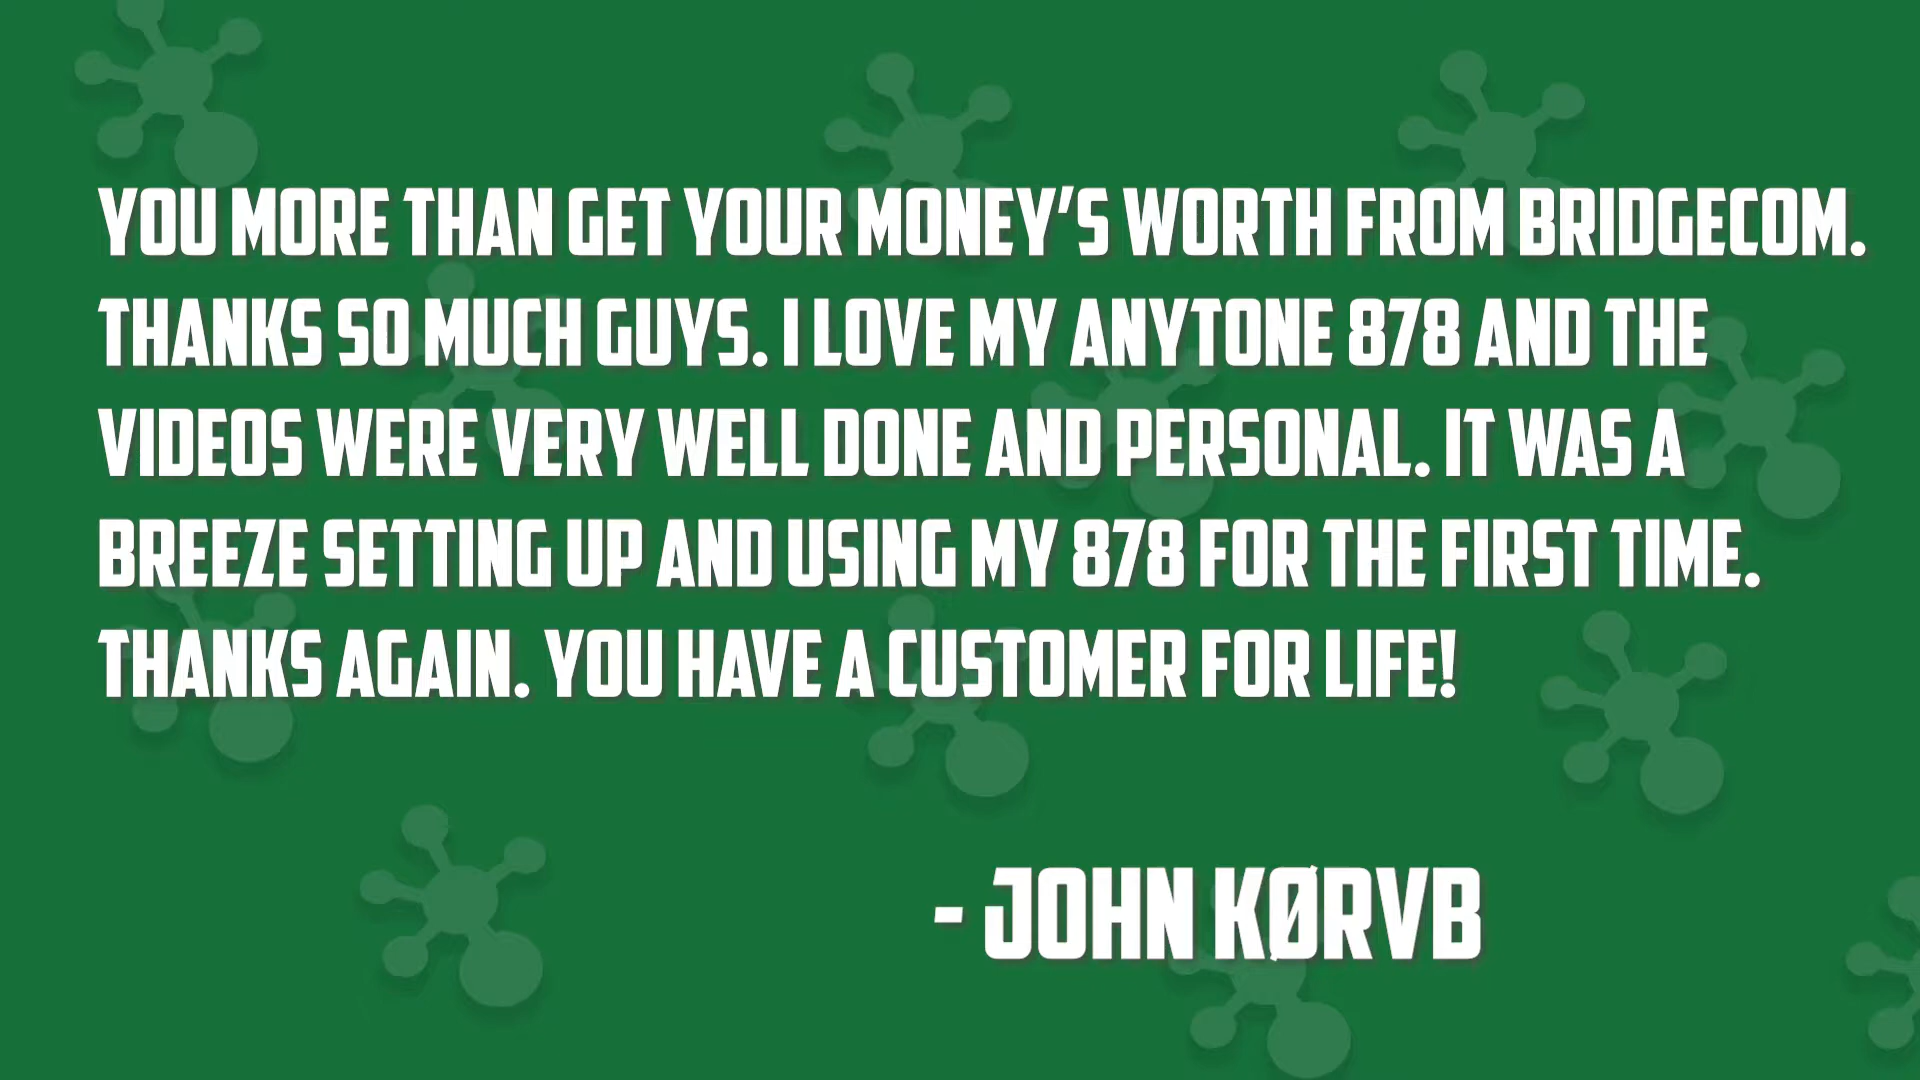 YOU MORE THAN GET YOUR MONEY'S WORTH FROM BRIDGECOM.
THANKS SO MUCH GUYS. I LOVE MY ANYTONE 878 AND THE
VIDEOS WERE VERY WELL DONE AND PERSONAL. IT WAS A
BREEZE SETTING UP AND USING MY 878 FOR THE FIRST TIME.
THANKS AGAIN. YOU HAVE A CUSTOMER FOR LIFE!
- JOHN KØRVB